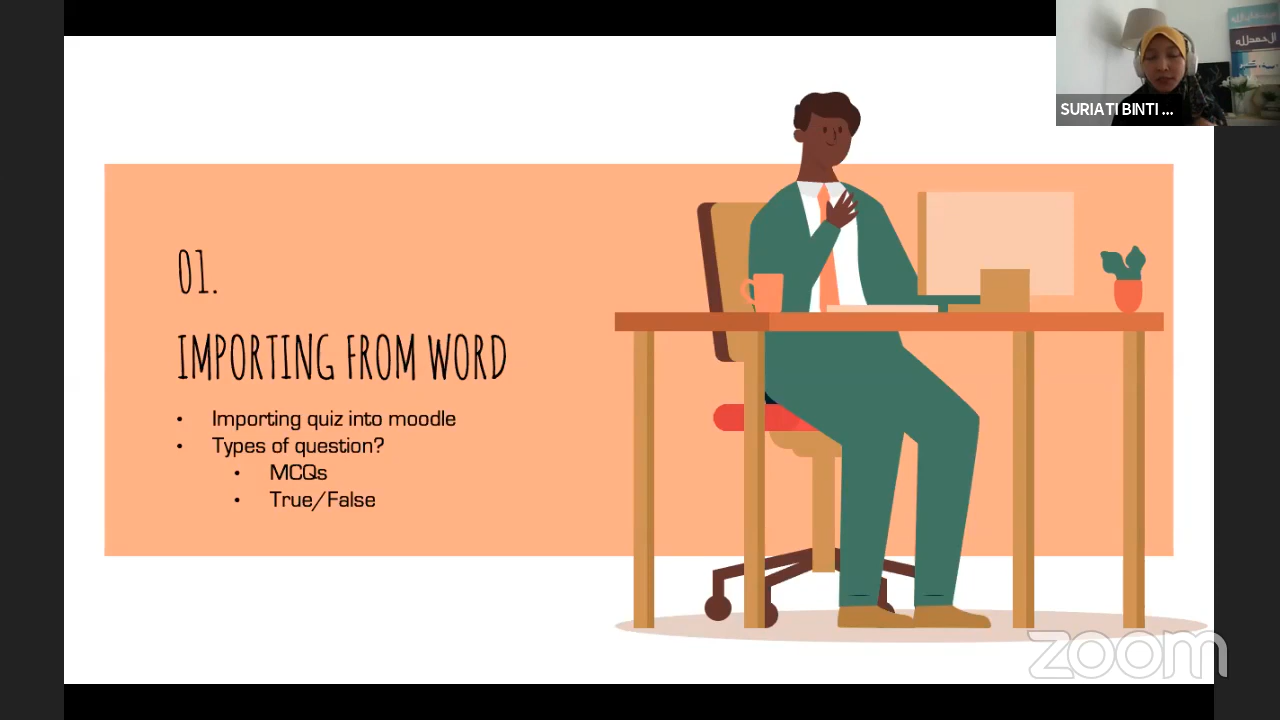 SURIATI BINTI ...
01.
IMPORTING FROM WORD
• Importing quiz into moodle
• Types of question?
• MCQs
• True/False
zoom